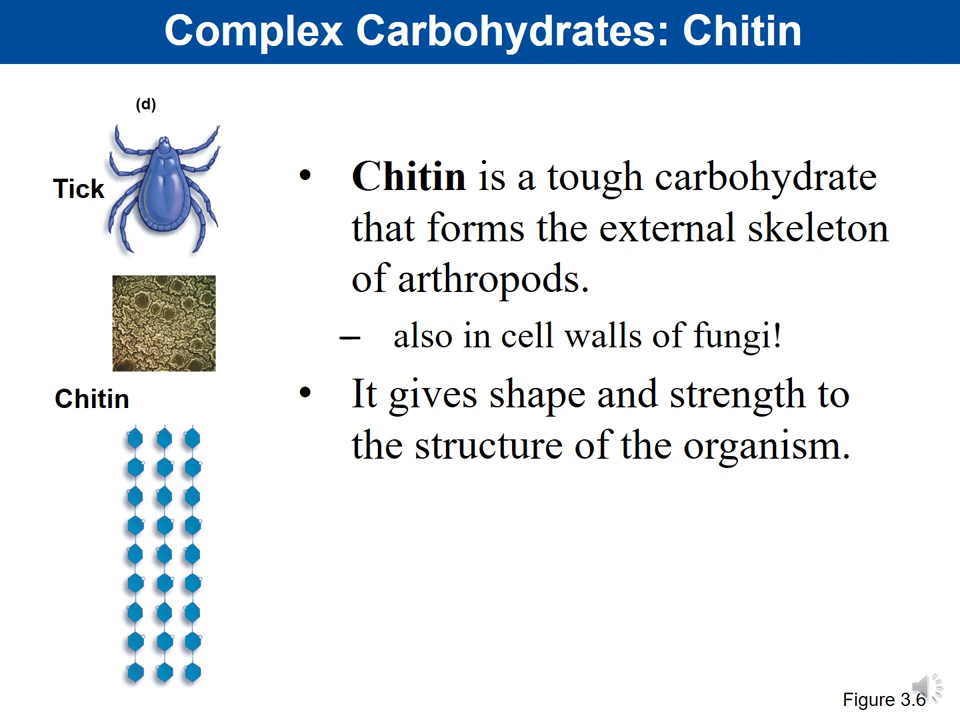 Complex Carbohydrates: Chitin
(d)
Tick
Chitin
• Chitin is a tough carbohydrate
that forms the external skeleton
of arthropods.
– also in cell walls of fungi!
• It gives shape and strength to
the structure of the organism.
Figure 3.6